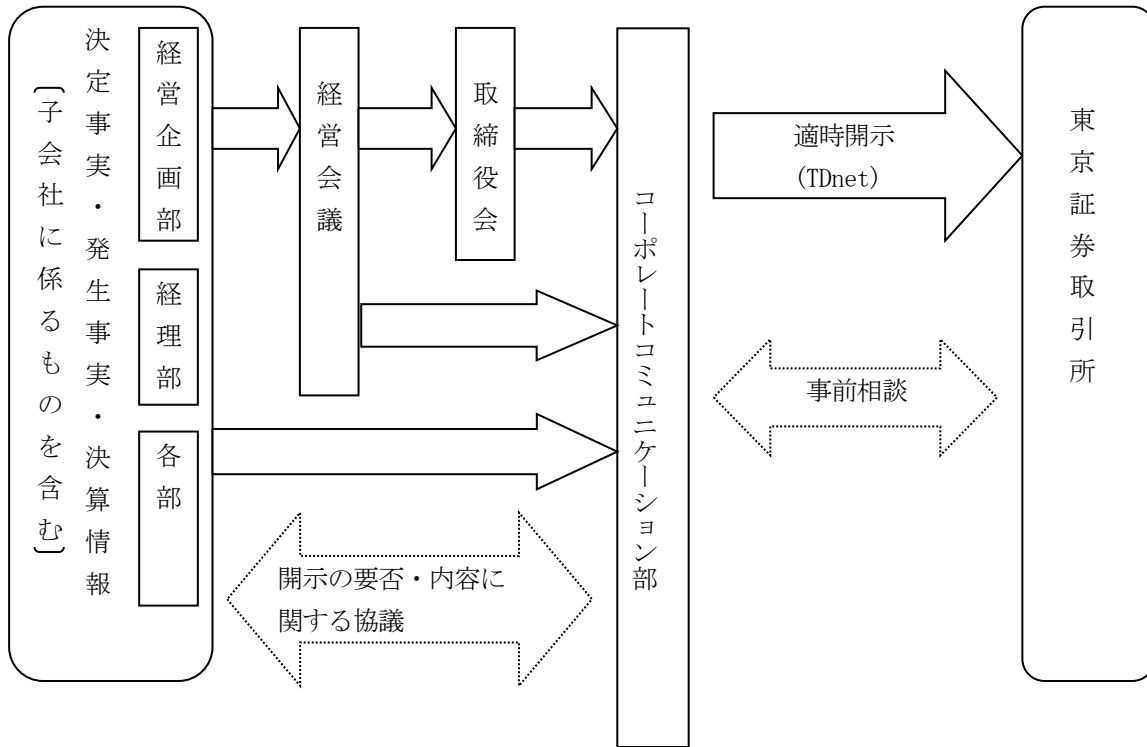 決定事実・発生事実・決算情報
〔子会社に係るものを含む〕
経営企画部
経理部
各部
経営会議
取締役会
コーポレートコミュニケーション部
適時開示
(TDnet)
事前相談
開示の要否・内容に
関する協議
東京証券取引所